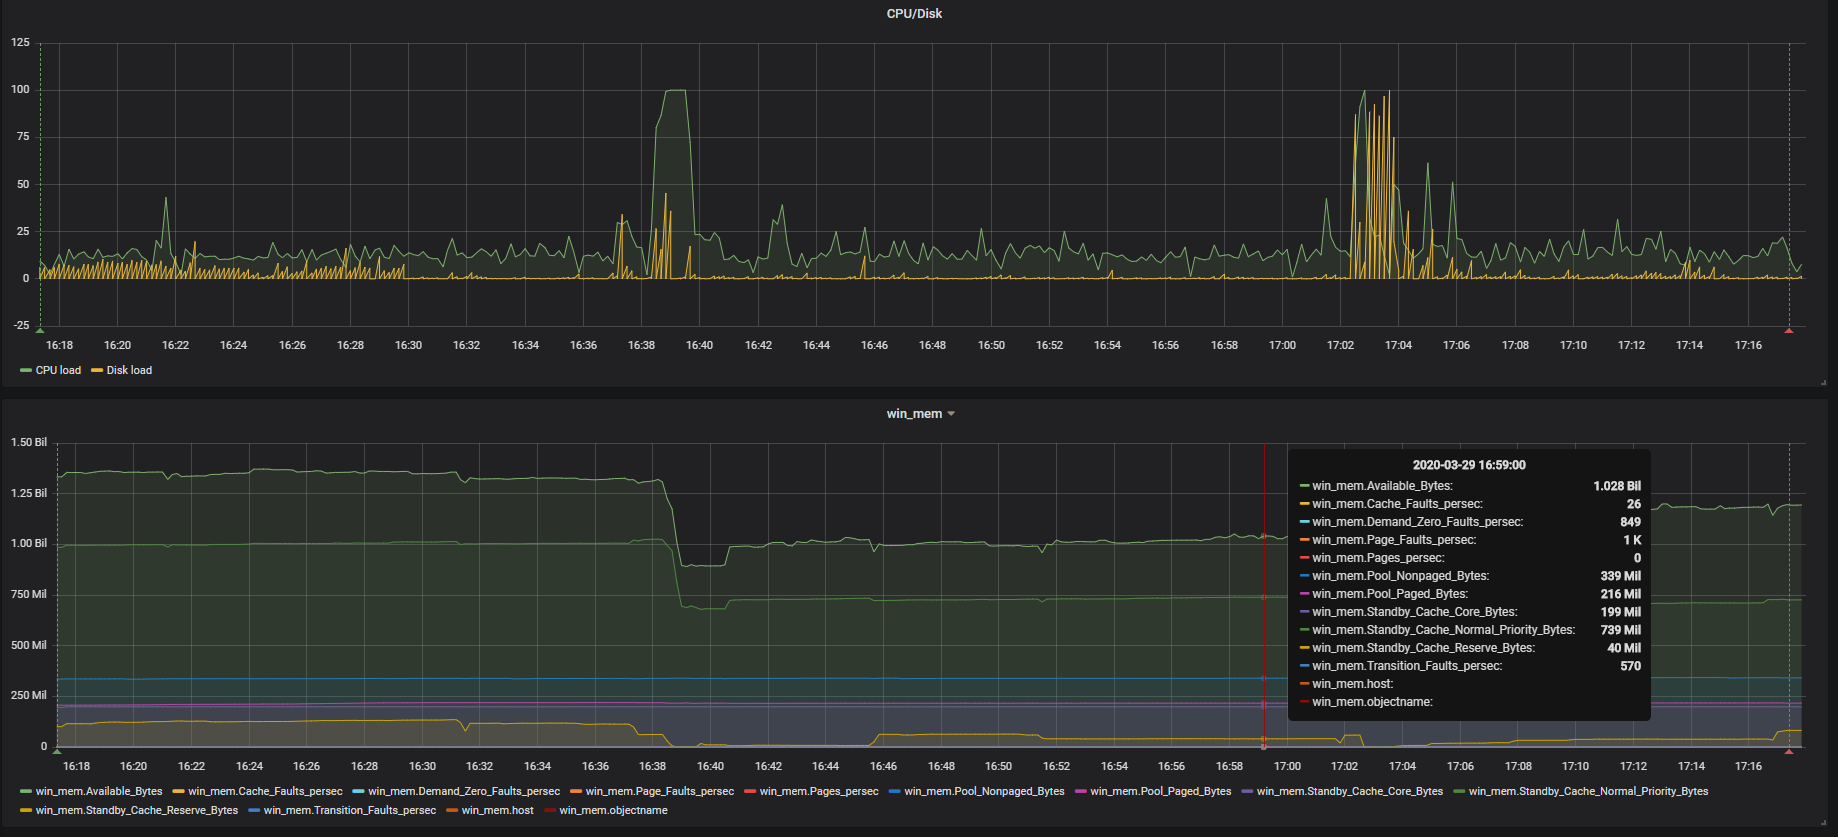 CPU/Disk
125
100
75
50
25
0
-25
16:18 16:20 16:22 16:24 16:26 16:28 16:30 16:32 16:34 16:36 16:38 16:40 16:42 16:44 16:46 16:48 16:50 16:52 16:54 16:56 16:58 17:00 17:02 17:04 17:06 17:08 17:10 17:12 17:14 17:16
CPU load Disk load
win_mem
1.50 Bil
1.25 Bil
1.00 Bil
750 Mil
500 Mil
250 Mil
0
2020-03-29 16:59:00
win_mem.Available_Bytes: 1.028 Bil
win_mem.Cache_Faults_persec: 26
win_mem.Demand_Zero_Faults_persec: 849
win_mem.Page_Faults_persec: 1 K
win_mem.Pages_persec: 0
win_mem.Pool_Nonpaged_Bytes: 339 Mil
win_mem.Pool_Paged_Bytes: 216 Mil
win_mem.Standby_Cache_Core_Bytes: 199 Mil
win_mem.Standby_Cache_Normal_Priority_Bytes: 739 Mil
win_mem.Standby_Cache_Reserve_Bytes: 40 Mil
win_mem.Transition_Faults_persec: 570
win_mem.host:
win_mem.objectname:
16:18 16:20 16:22 16:24 16:26 16:28 16:30 16:32 16:34 16:36 16:38 16:40 16:42 16:44 16:46 16:48 16:50 16:52 16:54 16:56 16:58 17:00 17:02 17:04 17:06 17:08 17:10 17:12 17:14 17:16
win_mem.Available_Bytes win_mem.Cache_Faults_persec win_mem.Demand_Zero_Faults_persec win_mem.Page_Faults_persec win_mem.Pages_persec win_mem.Pool_Nonpaged_Bytes win_mem.Pool_Paged_Bytes win_mem.Standby_Cache_Core_Bytes win_mem.Standby_Cache_Normal_Priority_Bytes
win_mem.Standby_Cache_Reserve_Bytes win_mem.Transition_Faults_persec win_mem.host win_mem.objectname